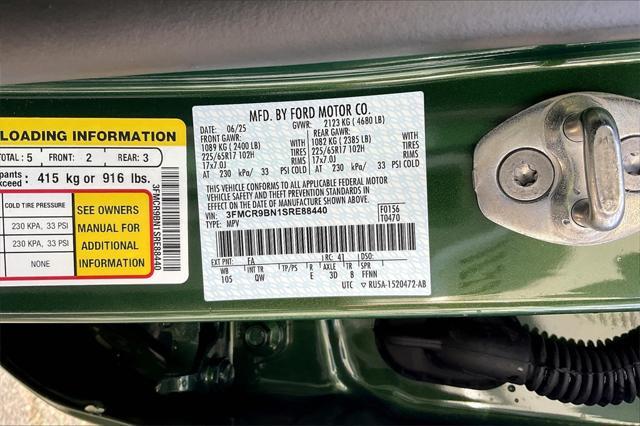 LOADING INFORMATION
TOTAL : 5 FRONT: 2 REAR: 3
pants
exceed : 415 kg or 916 lbs.
COLD TIRE PRESSURE
230 KPA, 33 PSI
230 KPA, 33 PSI
NONE
SEE OWNERS
MANUAL FOR
ADDITIONAL
INFORMATION
3FMCR9BN1SRE88440
MFD. BY FORD MOTOR CO.
DATE: 06/25 GVWR: 2123 KG ( 4680 LB)
FRONT GAWR: REAR GAWR:
1089 KG ( 2400 LB) 1082 KG ( 2385 LB) WITH
225/65R17 102H TIRES 225/65R17 102H TIRES
17x7.0J RIMS 17x7.0J RIMS
AT 230 kPa/ 33 PSI COLD AT 230 kPa/ 33 PSI COLD
THIS VEHICLE CONFORMS TO ALL APPLICABLE FEDERAL MOTOR
VEHICLE SAFETY AND THEFT PREVENTION STANDARDS IN
EFFECT ON THE DATE OF MANUFACTURE SHOWN ABOVE.
VIN: 3FMCR9BN1SRE88440 F0156
TYPE: MPV T0470
EXT PNT: FA RC: 41 DSO:
WB INT TR TP/PS R AXLE TR SPR
105 QW E 3D 8 FFNN
UTC ▽ RU5A-1520472-AB